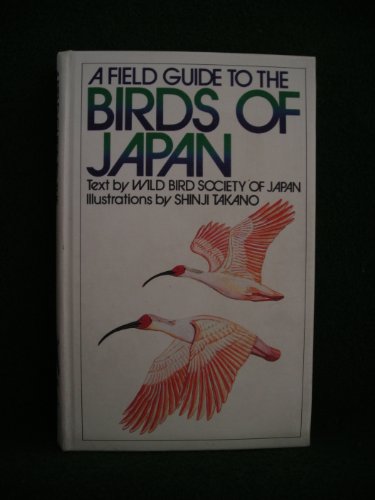 A FIELD GUIDE TO THE
BIRDS OF
JAPAN
Text by WILD BIRD SOCIETY OF JAPAN
Illustrations by SHINJI TAKANO